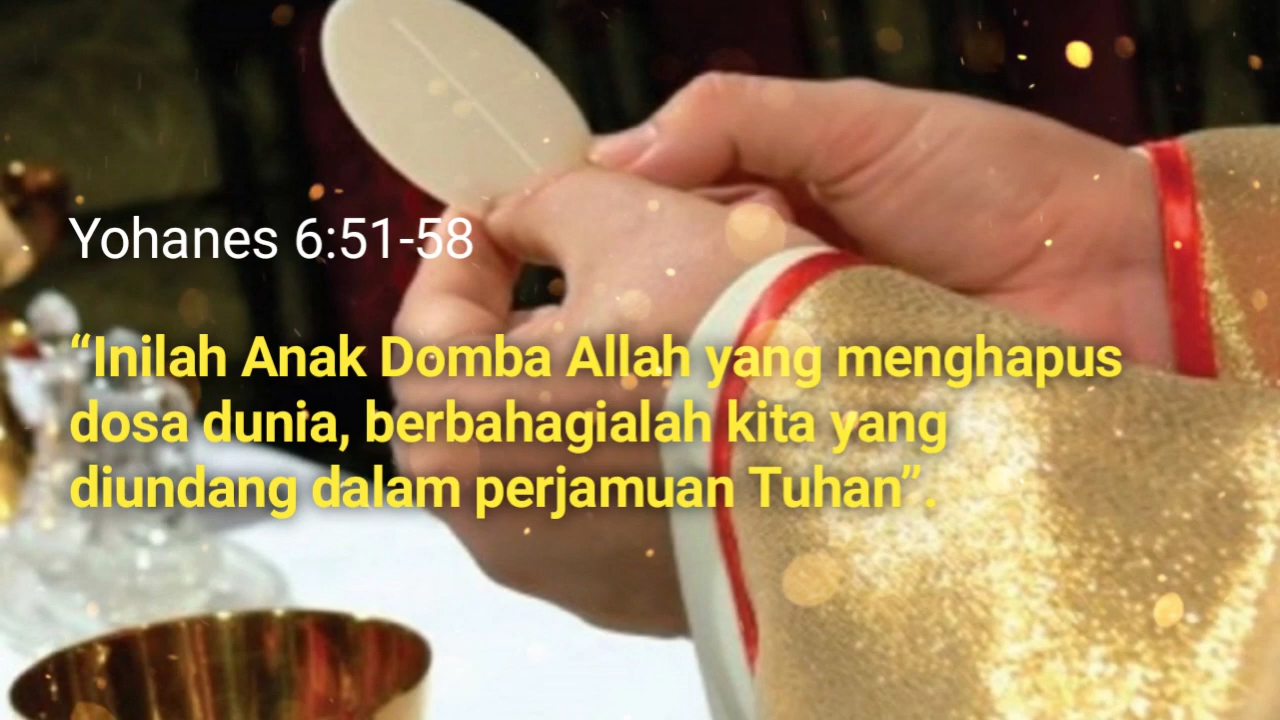 Yohanes 6:51-58
“Inilah Anak Domba Allah yang menghapus
dosa dunia, berbahagialah kita yang
diundang dalam perjamuan Tuhan”.